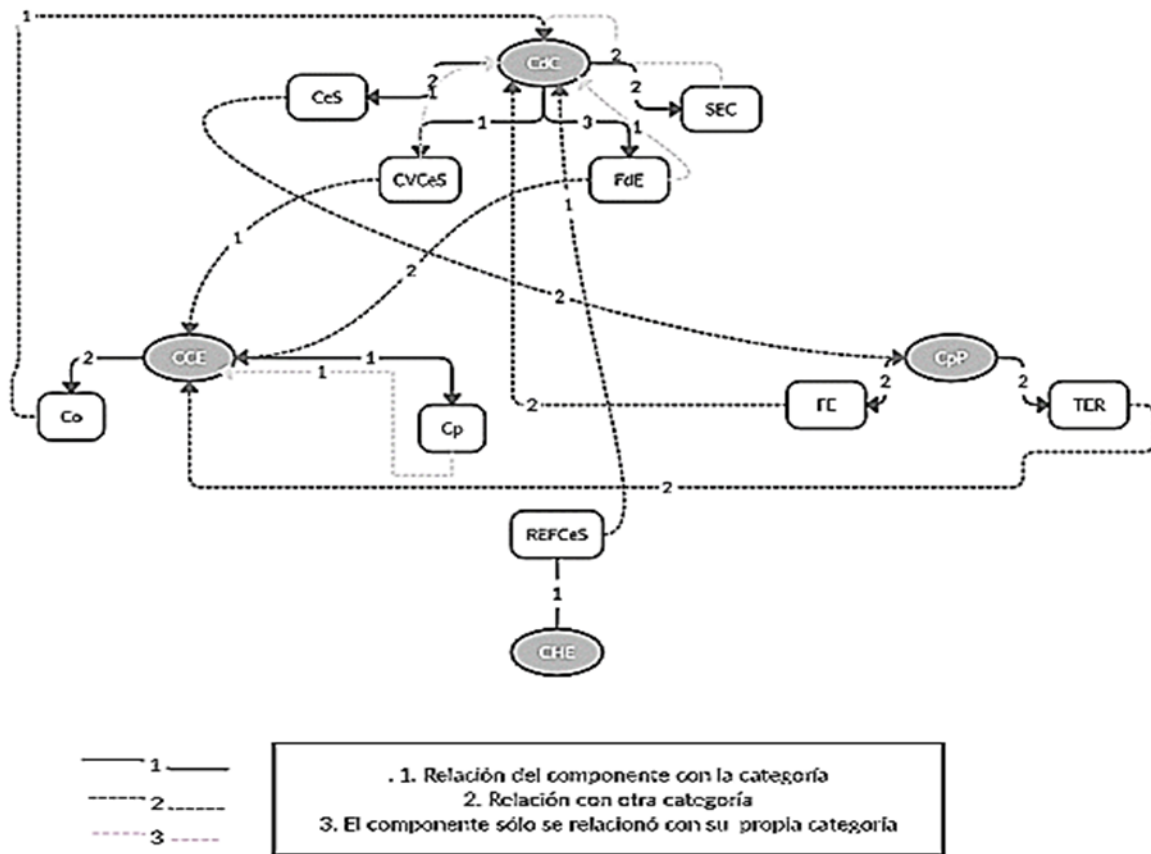 1
CdC
2
2
1
2
CeS
SEC
1
3
1
CVCeS
FdE
1
1
2
2
CCE
2
1
1
CpP
2
2
Co
Cp
2
FE
TER
2
REFCeS
1
CHE
1
2
3
. 1. Relación del componente con la categoría
2. Relación con otra categoría
3. El componente sólo se relacionó con su propia categoría